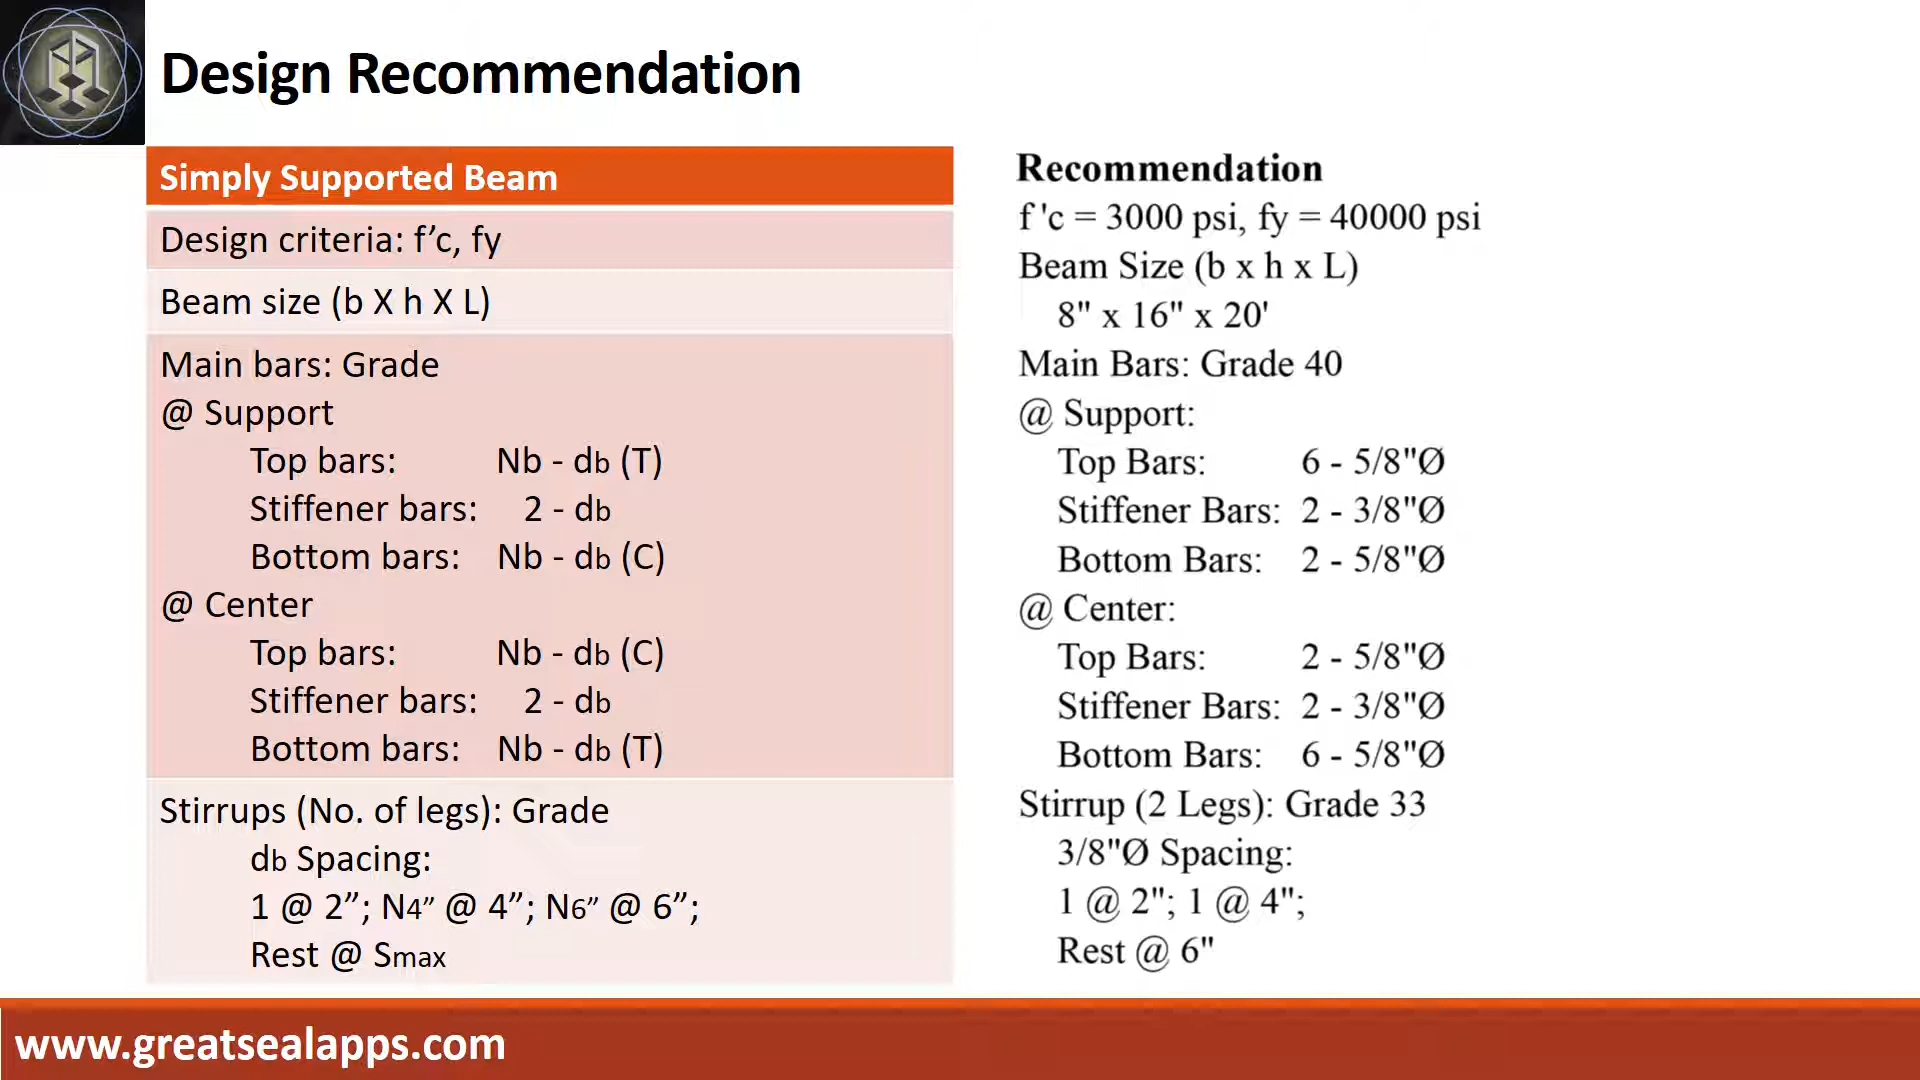 Design Recommendation
Simply Supported Beam
Design criteria: f’c, fy
Beam size (b X h X L)
Main bars: Grade
@ Support
Top bars: Nb - db (T)
Stiffener bars: 2 - db
Bottom bars: Nb - db (C)
@ Center
Top bars: Nb - db (C)
Stiffener bars: 2 - db
Bottom bars: Nb - db (T)
Stirrups (No. of legs): Grade
db Spacing:
1 @ 2”; N4” @ 4”; N6” @ 6”;
Rest @ Smax
Recommendation
f'c = 3000 psi, fy = 40000 psi
Beam Size (b x h x L)
8" x 16" x 20'
Main Bars: Grade 40
@ Support:
Top Bars: 6 - 5/8"Ø
Stiffener Bars: 2 - 3/8"Ø
Bottom Bars: 2 - 5/8"Ø
@ Center:
Top Bars: 2 - 5/8"Ø
Stiffener Bars: 2 - 3/8"Ø
Bottom Bars: 6 - 5/8"Ø
Stirrup (2 Legs): Grade 33
3/8"Ø Spacing:
1 @ 2"; 1 @ 4";
Rest @ 6"
www.greatsealapps.com